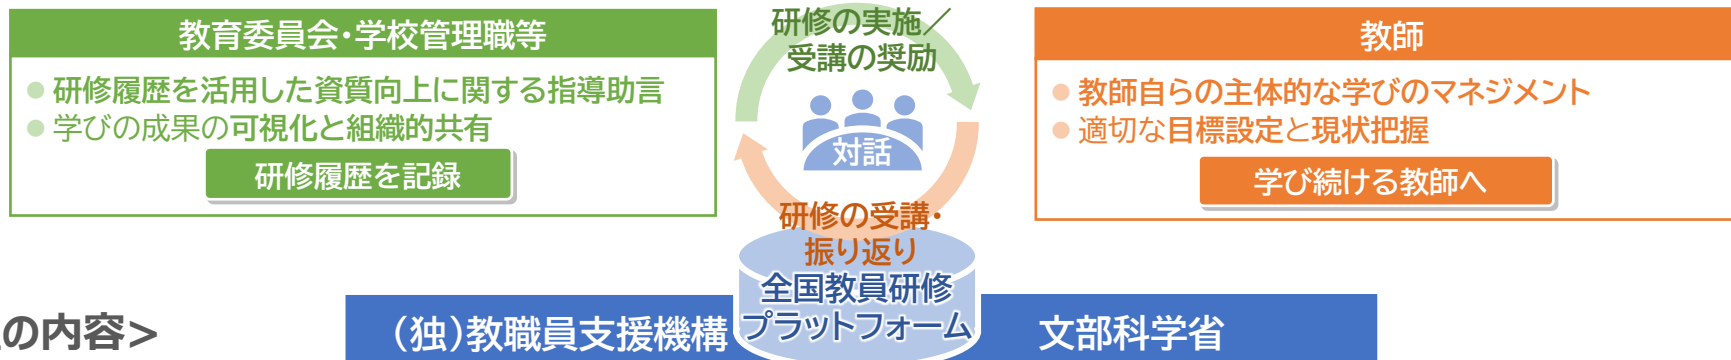 教育委員会・学校管理職等
● 研修履歴を活用した資質向上に関する指導助言
● 学びの成果の可視化と組織的共有
研修履歴を記録
研修の実施／
受講の奨励
対話
研修の受講・
振り返り
教師
● 教師自らの主体的な学びのマネジメント
● 適切な目標設定と現状把握
学び続ける教師へ
全国教員研修
プラットフォーム
の内容>
（独）教職員支援機構
文部科学省